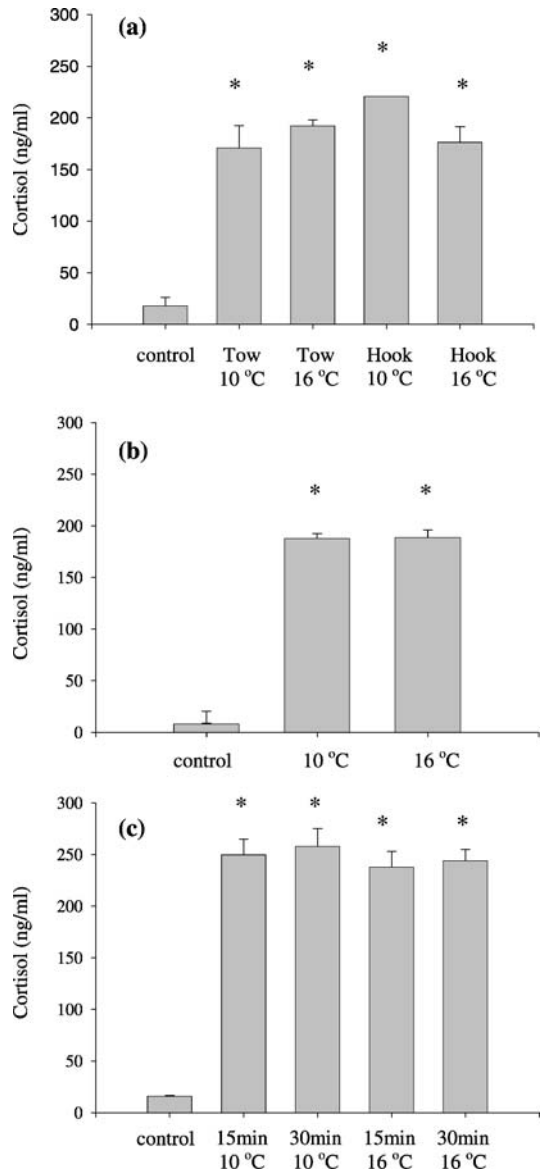 (a)
300
250
200
150
100
50
0
Cortisol (ng/ml)
* * * *
control Tow Tow Hook Hook
10 °C 16 °C 10 °C 16 °C
(b)
300
250
200
150
100
50
0
Cortisol (ng/ml)
* *
control 10 °C 16 °C
(c)
300
250
200
150
100
50
0
Cortisol (ng/ml)
* * * *
control 15min 30min 15min 30min
10 °C 10 °C 16 °C 16 °C